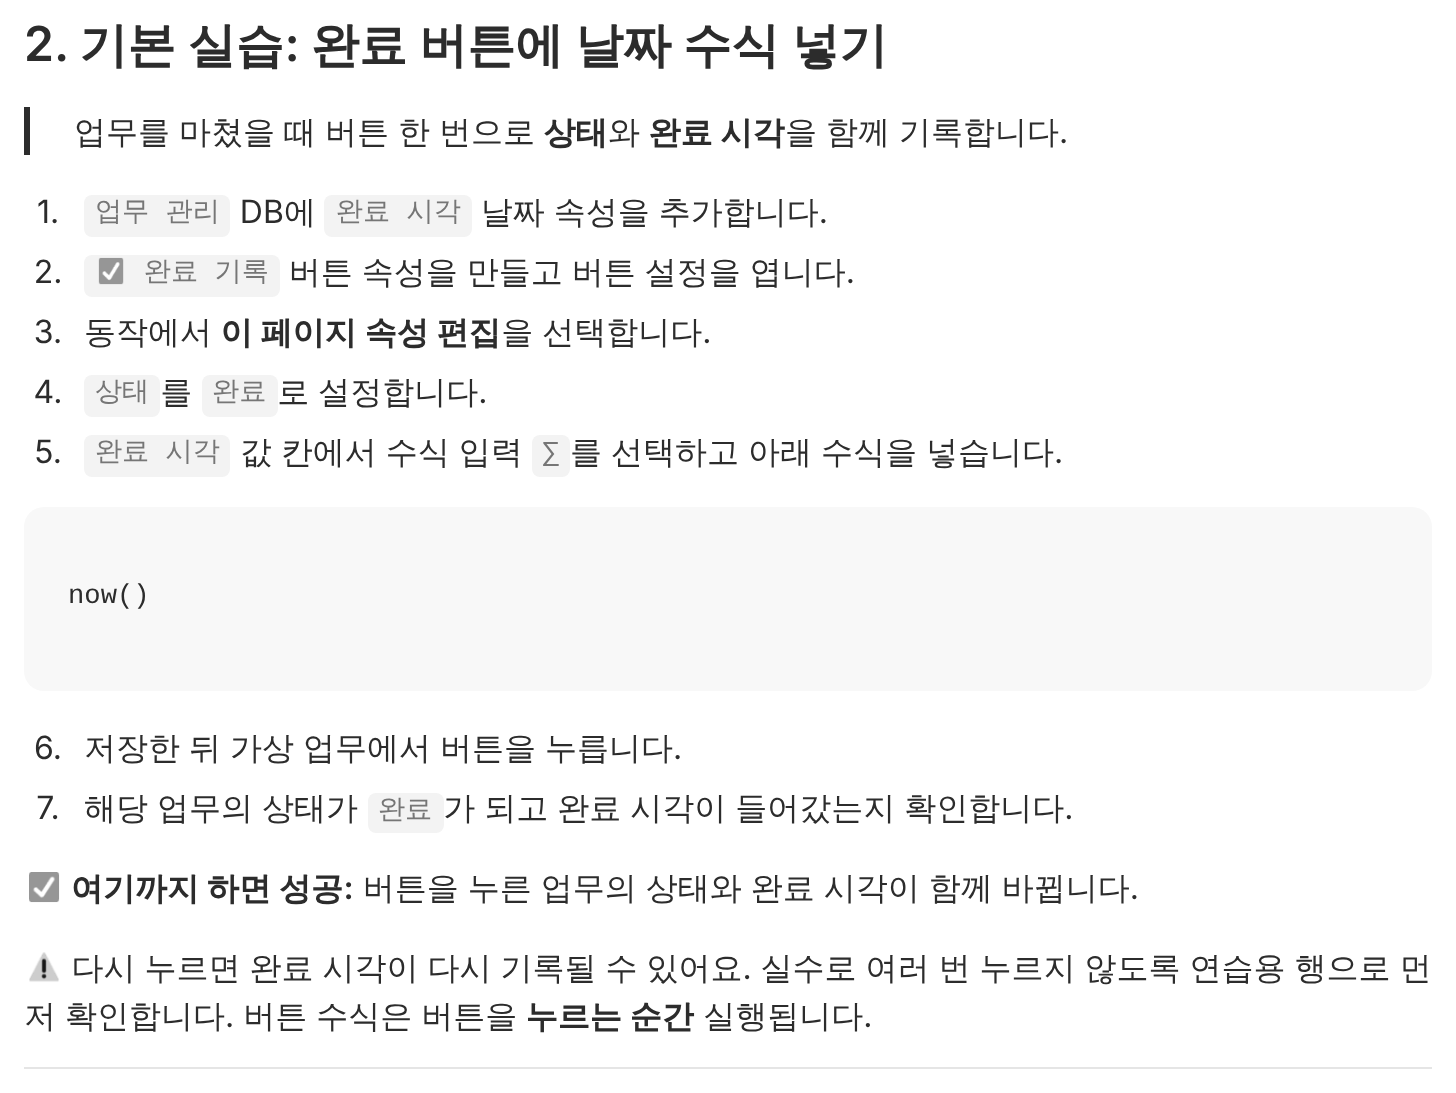 2. 기본 실습: 완료 버튼에 날짜 수식 넣기
업무를 마쳤을 때 버튼 한 번으로 상태와 완료 시각을 함께 기록합니다.
1. 업무 관리 DB에 완료 시각 날짜 속성을 추가합니다.
2. ☑ 완료 기록 버튼 속성을 만들고 버튼 설정을 엽니다.
3. 동작에서 이 페이지 속성 편집을 선택합니다.
4. 상태를 완료로 설정합니다.
5. 완료 시각 값 칸에서 수식 입력 ∑를 선택하고 아래 수식을 넣습니다.
now()
6. 저장한 뒤 가상 업무에서 버튼을 누릅니다.
7. 해당 업무의 상태가 완료가 되고 완료 시각이 들어갔는지 확인합니다.
☑ 여기까지 하면 성공: 버튼을 누른 업무의 상태와 완료 시각이 함께 바뀝니다.
⚠ 다시 누르면 완료 시각이 다시 기록될 수 있어요. 실수로 여러 번 누르지 않도록 연습용 행으로 먼
저 확인합니다. 버튼 수식은 버튼을 누르는 순간 실행됩니다.